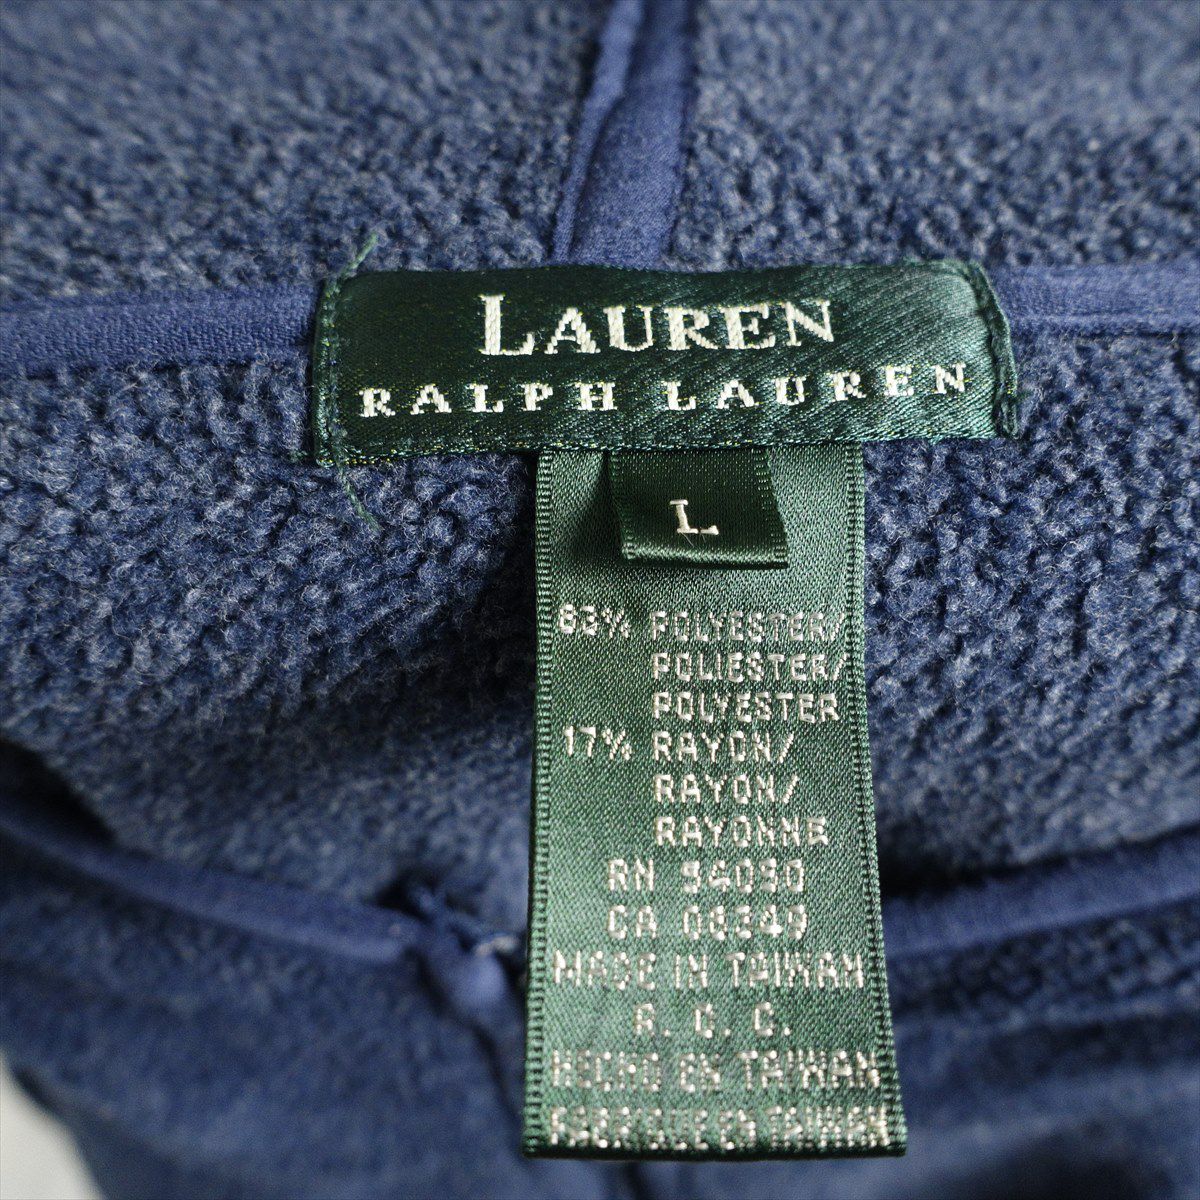 LAUREN
RALPH LAUREN
L
83% POLYESTER/
POLIESTER/
POLYESTER
17% RAYON/
RAYON/
RAYONNE
RN 54050
CA 08349
MADE IN TAIWAN
R. O. C.
HECHO EN TAIWAN
FABRIQUE EN TAIWAN